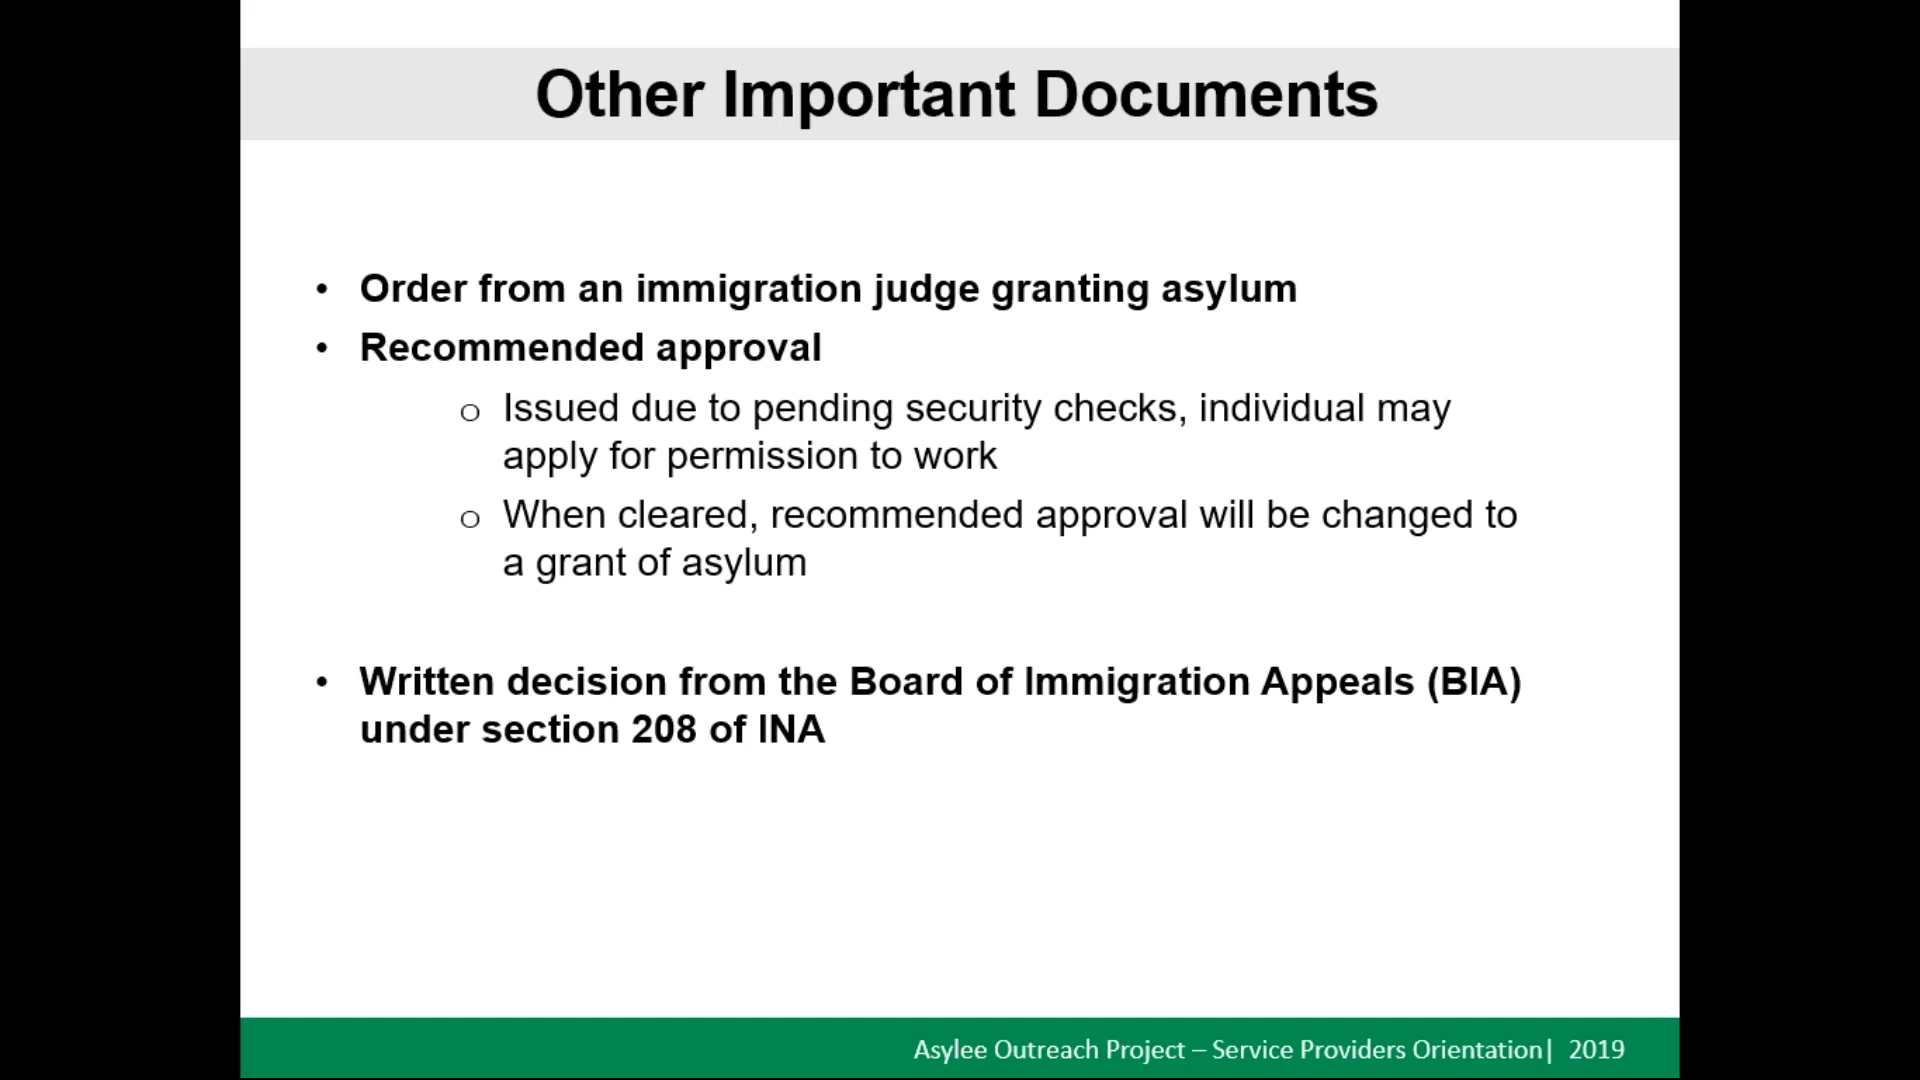 Other Important Documents
• Order from an immigration judge granting asylum
• Recommended approval
o Issued due to pending security checks, individual may
apply for permission to work
o When cleared, recommended approval will be changed to
a grant of asylum
• Written decision from the Board of Immigration Appeals (BIA)
under section 208 of INA
Asylee Outreach Project – Service Providers Orientation| 2019